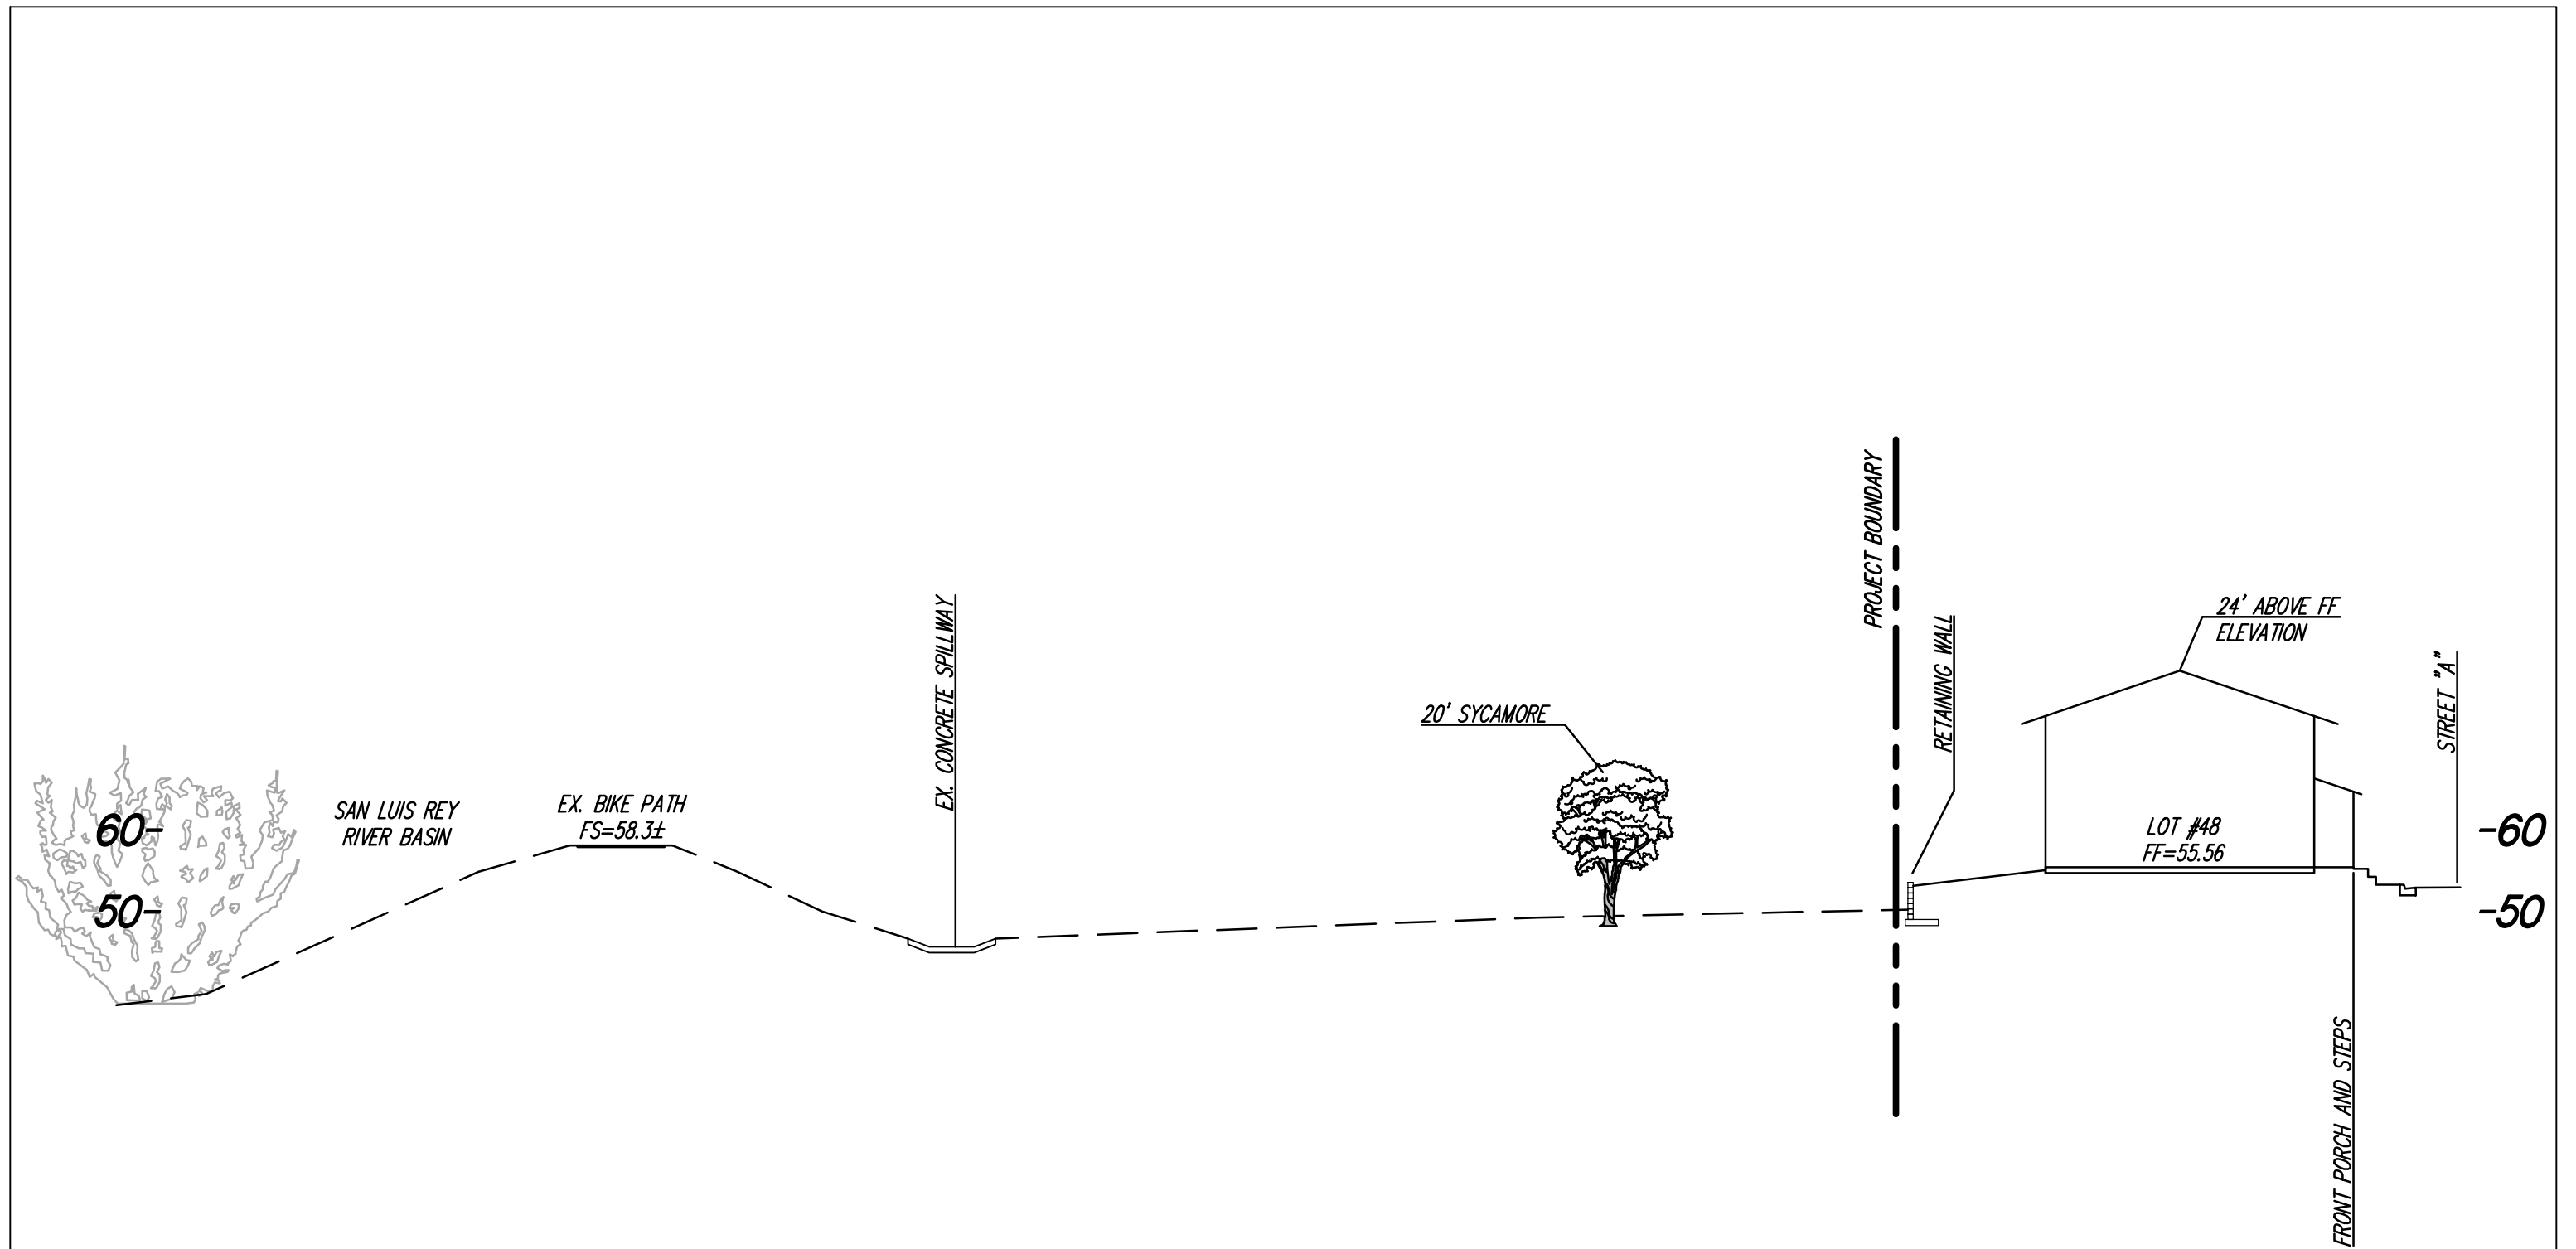 PROJECT BOUNDARY
EX. CONCRETE SPILLWAY
RETAINING WALL
24' ABOVE FF
ELEVATION
STREET "A"
20' SYCAMORE
SAN LUIS REY
RIVER BASIN
EX. BIKE PATH
FS=58.3±
60-
50-
LOT #48
FF=55.56
-60
-50
FRONT PORCH AND STEPS